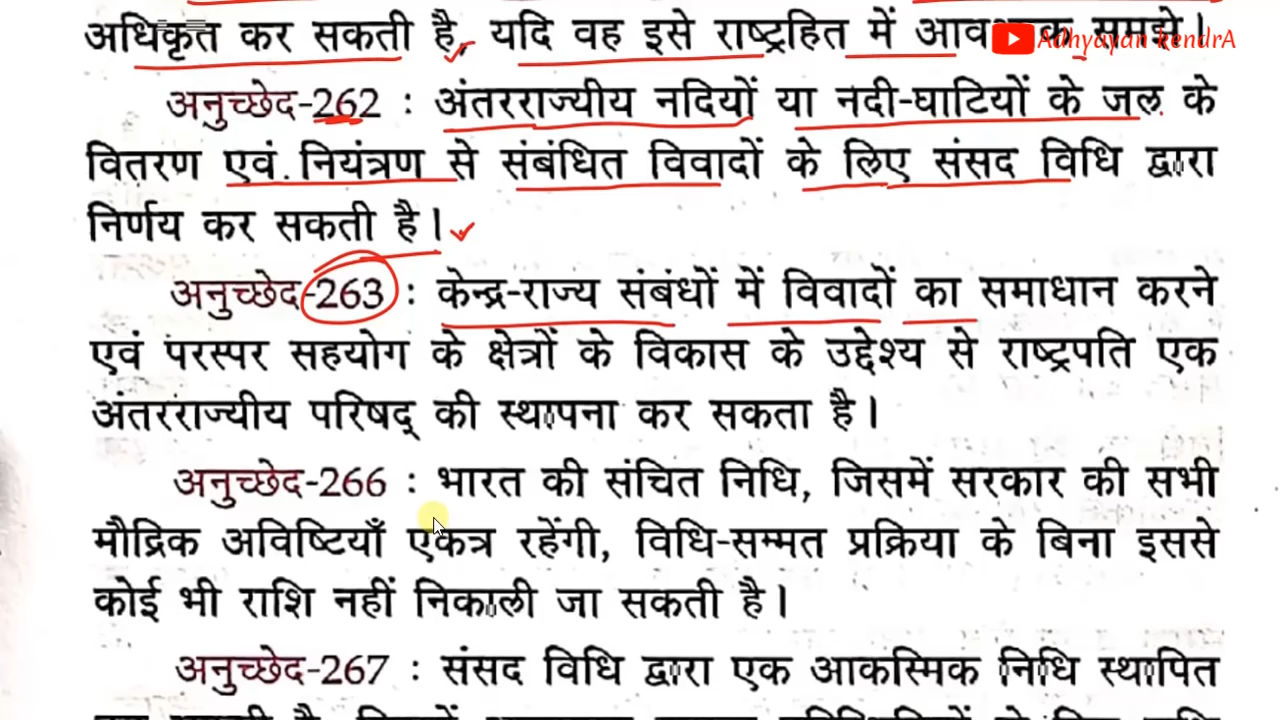 अधिकृत कर सकती है, यदि वह इसे राष्ट्रहित में आवश्यक समझे।
Adhyayan kendrA
अनुच्छेद-262 : अंतरराज्यीय नदियों या नदी-घाटियों के जल के
वितरण एवं नियंत्रण से संबंधित विवादों के लिए संसद विधि द्वारा
निर्णय कर सकती है।
अनुच्छेद-263 : केन्द्र-राज्य संबंधों में विवादों का समाधान करने
एवं परस्पर सहयोग के क्षेत्रों के विकास के उद्देश्य से राष्ट्रपति एक
अंतरराज्यीय परिषद् की स्थापना कर सकता है।
अनुच्छेद-266 : भारत की संचित निधि, जिसमें सरकार की सभी
मौद्रिक अविष्टियाँ एकत्र रहेंगी, विधि-सम्मत प्रक्रिया के बिना इससे
कोई भी राशि नहीं निकाली जा सकती है।
अनुच्छेद-267 : संसद विधि द्वारा एक आकस्मिक निधि स्थापित